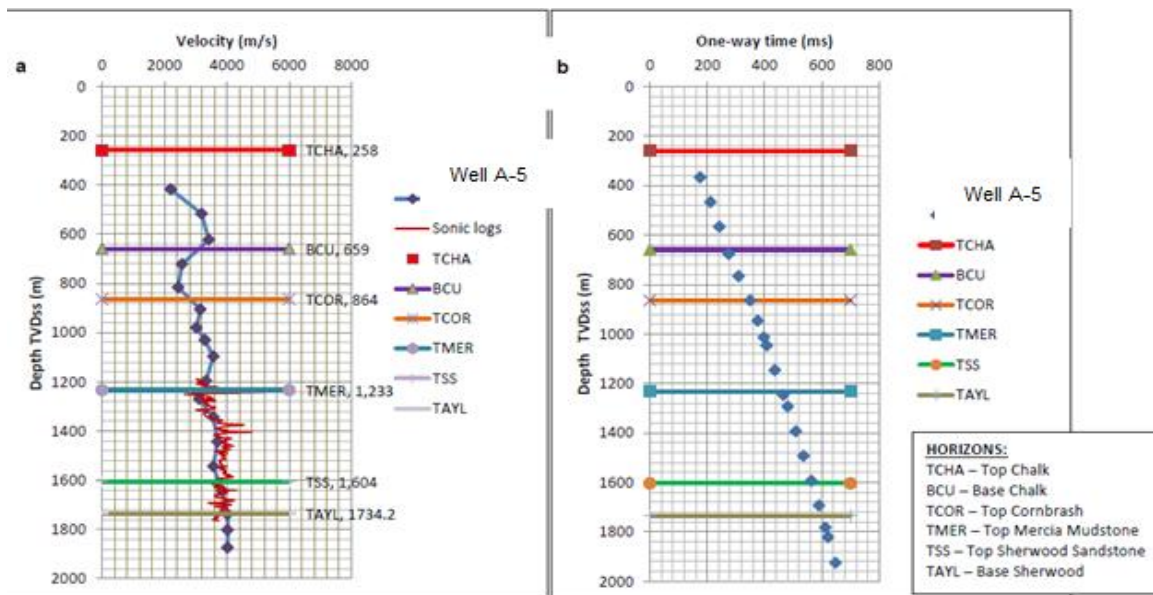 Velocity (m/s)
a
0 2000 4000 6000 8000
0
200
400
600
800
1000
1200
1400
1600
1800
2000
Depth TVDss (m)
TCHA, 258
BCU, 659
TCOR, 864
TMER, 1,233
TSS, 1,604
TAYL, 1734.2
Well A-5
Sonic logs
TCHA
BCU
TCOR
TMER
TSS
TAYL
One-way time (ms)
b
0 200 400 600 800
0
200
400
600
800
1000
1200
1400
1600
1800
2000
Depth TVDss (m)
Well A-5
TCHA
BCU
TCOR
TMER
TSS
TAYL
HORIZONS:
TCHA – Top Chalk
BCU – Base Chalk
TCOR – Top Cornbrash
TMER – Top Mercia Mudstone
TSS – Top Sherwood Sandstone
TAYL – Base Sherwood